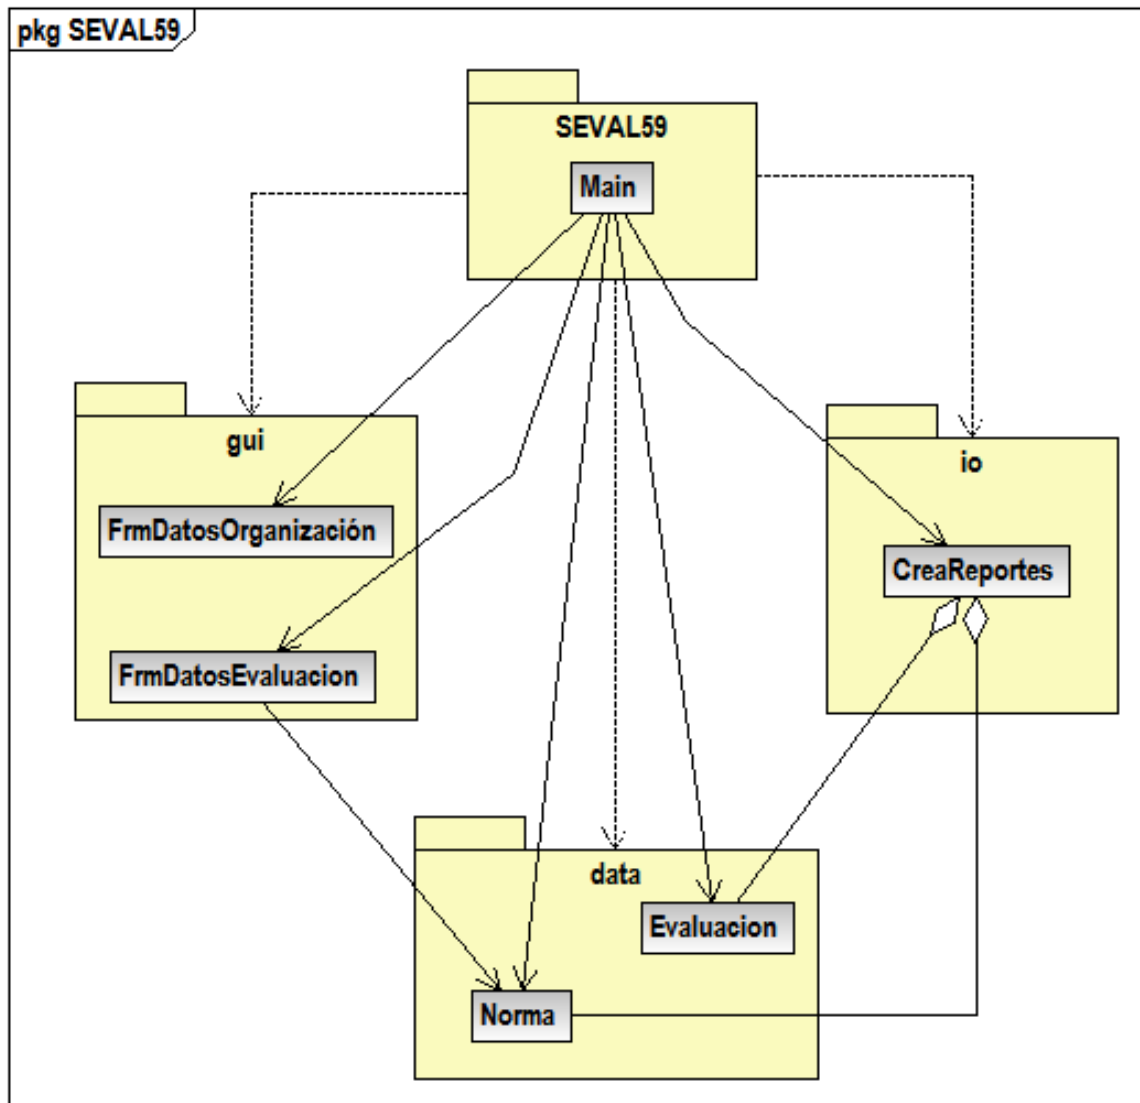 pkg SEVAL59
SEVAL59
Main
gui
io
FrmDatosOrganización
CreaReportes
FrmDatosEvaluacion
data
Evaluacion
Norma